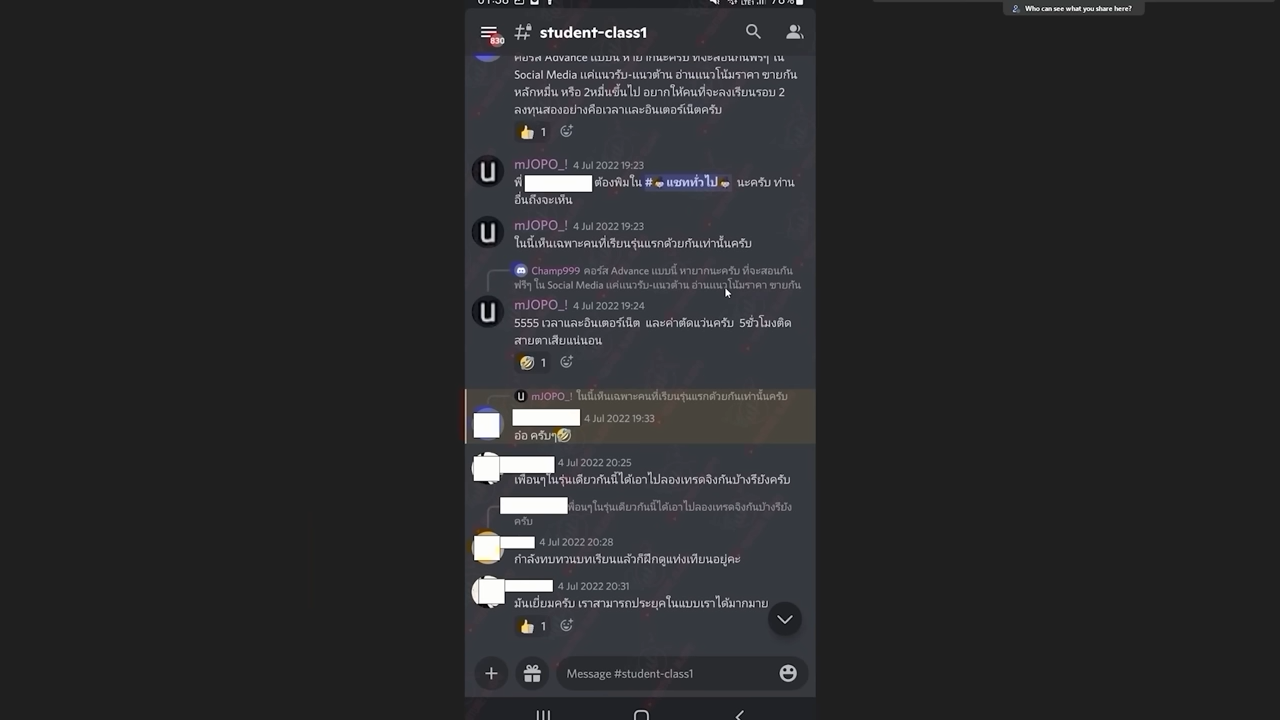 Who can see what you share here?
830
student-class1
คอร์ส Advance แบบนี้ หายากนะครับ ที่จะสอนกันฟรีๆ ใน
Social Media แค่แนวรับ-แนวต้าน อ่านแนวโน้มราคา ขายกัน
หลักหมื่น หรือ 2หมื่นขึ้นไป อยากให้คนที่จะลงเรียนรอบ 2
ลงทุนสองอย่างคือเวลาและอินเตอร์เน็ตครับ
1
mJOPO_! 4 Jul 2022 19:23
พี่ ต้องพิมใน # แชททั่วไป นะครับ ท่าน
อื่นถึงจะเห็น
mJOPO_! 4 Jul 2022 19:23
ในนี้เห็นเฉพาะคนที่เรียนรุ่นแรกด้วยกันเท่านั้นครับ
Champ999 คอร์ส Advance แบบนี้ หายากนะครับ ที่จะสอนกัน
ฟรีๆ ใน Social Media แค่แนวรับ-แนวต้าน อ่านแนวโน้มราคา ขายกัน
mJOPO_! 4 Jul 2022 19:24
5555 เวลาและอินเตอร์เน็ต และค่าตัดแว่นครับ 5ชั่วโมงติด
สายตาเสียแน่นอน
1
mJOPO_! ในนี้เห็นเฉพาะคนที่เรียนรุ่นแรกด้วยกันเท่านั้นครับ
4 Jul 2022 19:33
อ๋อ ครับๆ
4 Jul 2022 20:25
เพื่อนๆในรุ่นเดียวกันนี้ได้เอาไปลองเทรดจิงกันบ้างรึยังครับ
เพื่อนๆในรุ่นเดียวกันนี้ได้เอาไปลองเทรดจิงกันบ้างรึยัง
ครับ
4 Jul 2022 20:28
กำลังทบทวนบทเรียนแล้วก็ฝึกดูแท่งเทียนอยู่คะ
4 Jul 2022 20:31
มันเยี่ยมครับ เราสามารถประยุคในแบบเราได้มากมาย
1
Message #student-class1